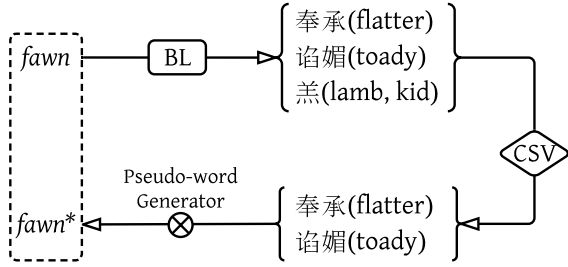 fawn
BL
奉承(flatter)
谄媚(toady)
羔(lamb, kid)
CSV
Pseudo-word
Generator
fawn*
奉承(flatter)
谄媚(toady)